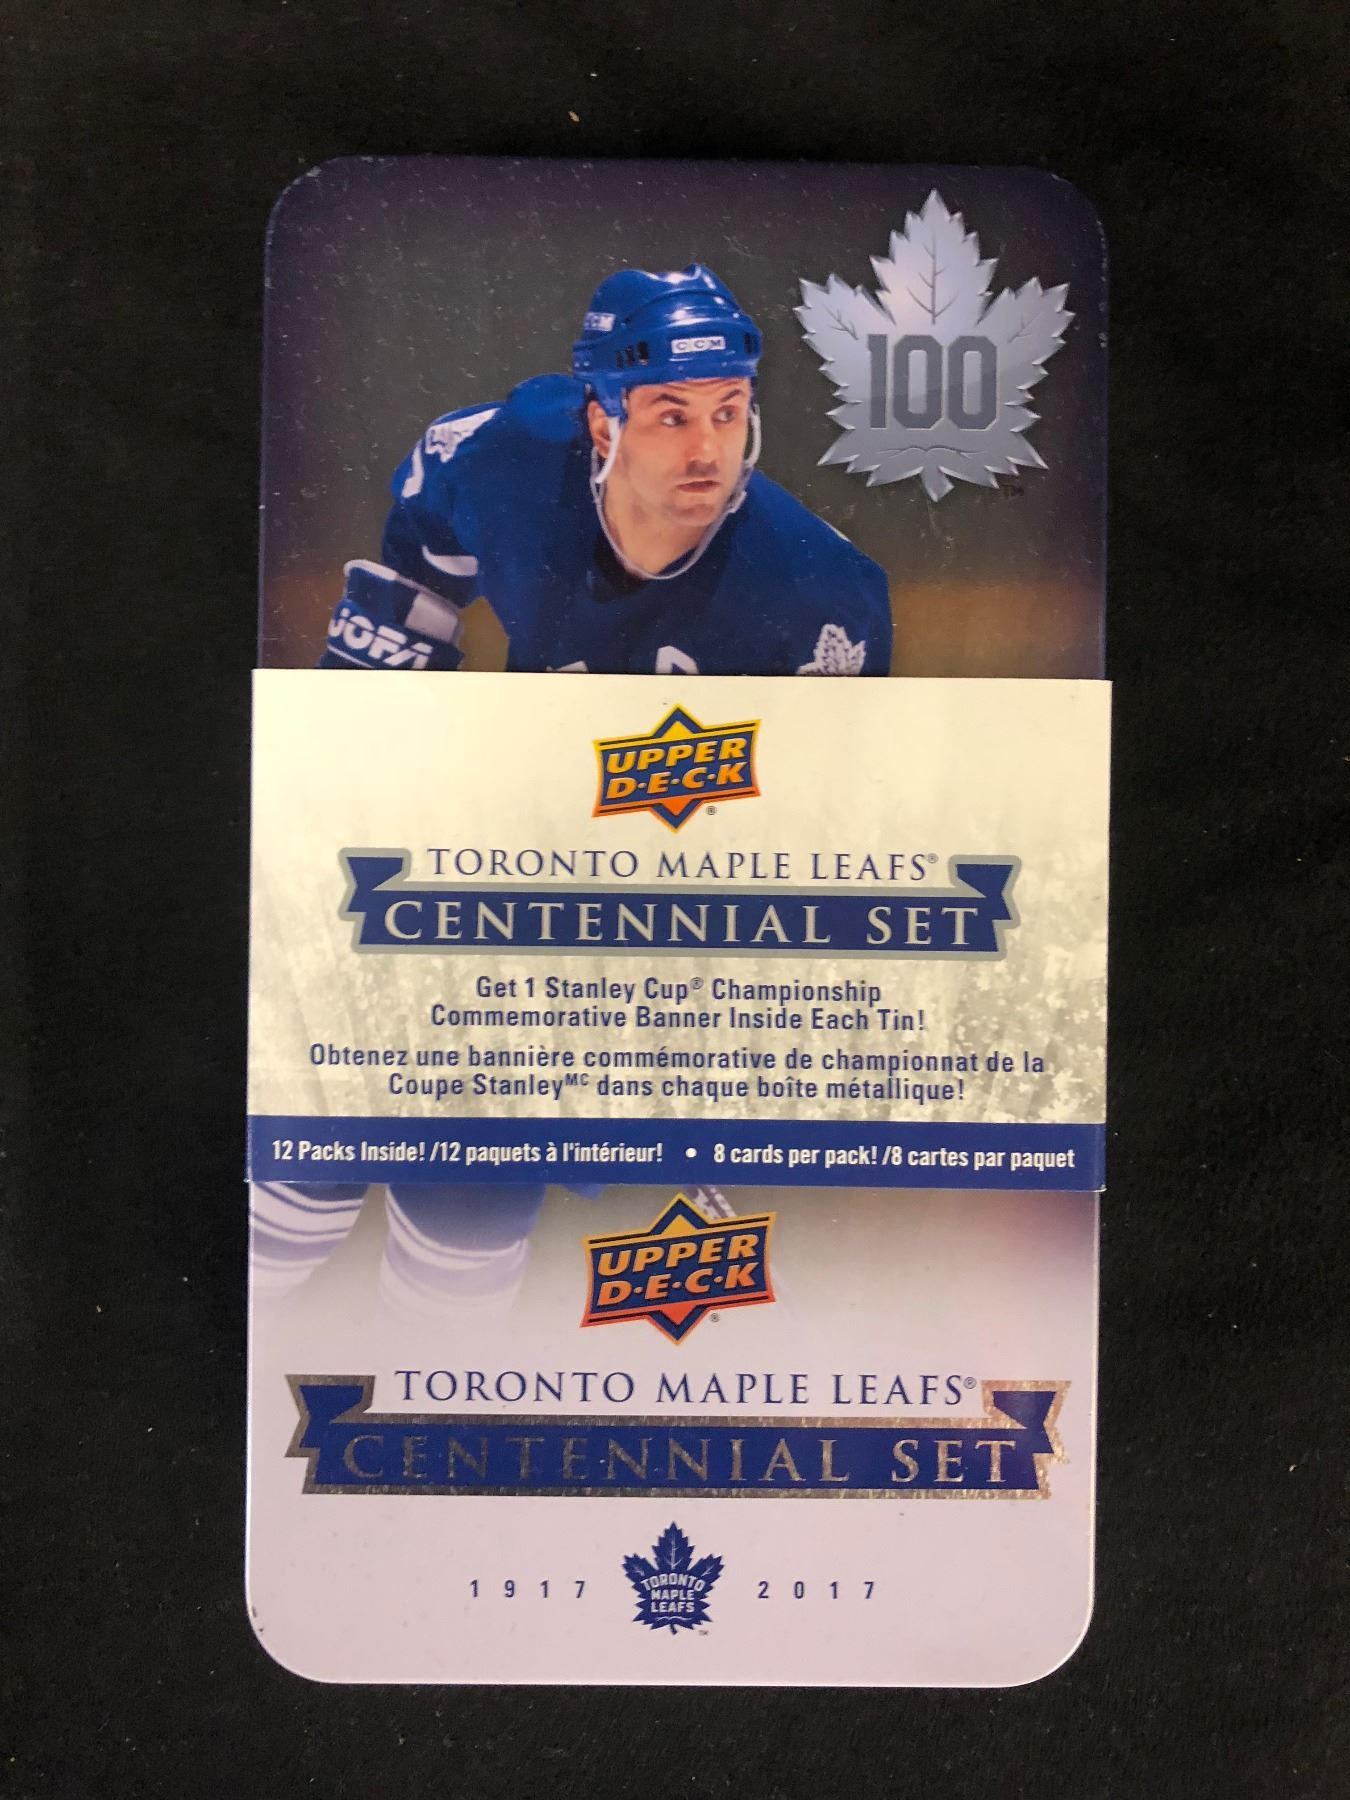 100
TM
CCM
CCM
JOFA
UPPER
D·E·C·K
®
TORONTO MAPLE LEAFS®
CENTENNIAL SET
Get 1 Stanley Cup® Championship
Commemorative Banner Inside Each Tin!
Obtenez une bannière commémorative de championnat de la
Coupe Stanley MC dans chaque boîte métallique!
12 Packs Inside! /12 paquets à l'intérieur! • 8 cards per pack! /8 cartes par paquet
UPPER
D·E·C·K
®
TORONTO MAPLE LEAFS®
CENTENNIAL SET
1917 TORONTO MAPLE LEAFS 2017